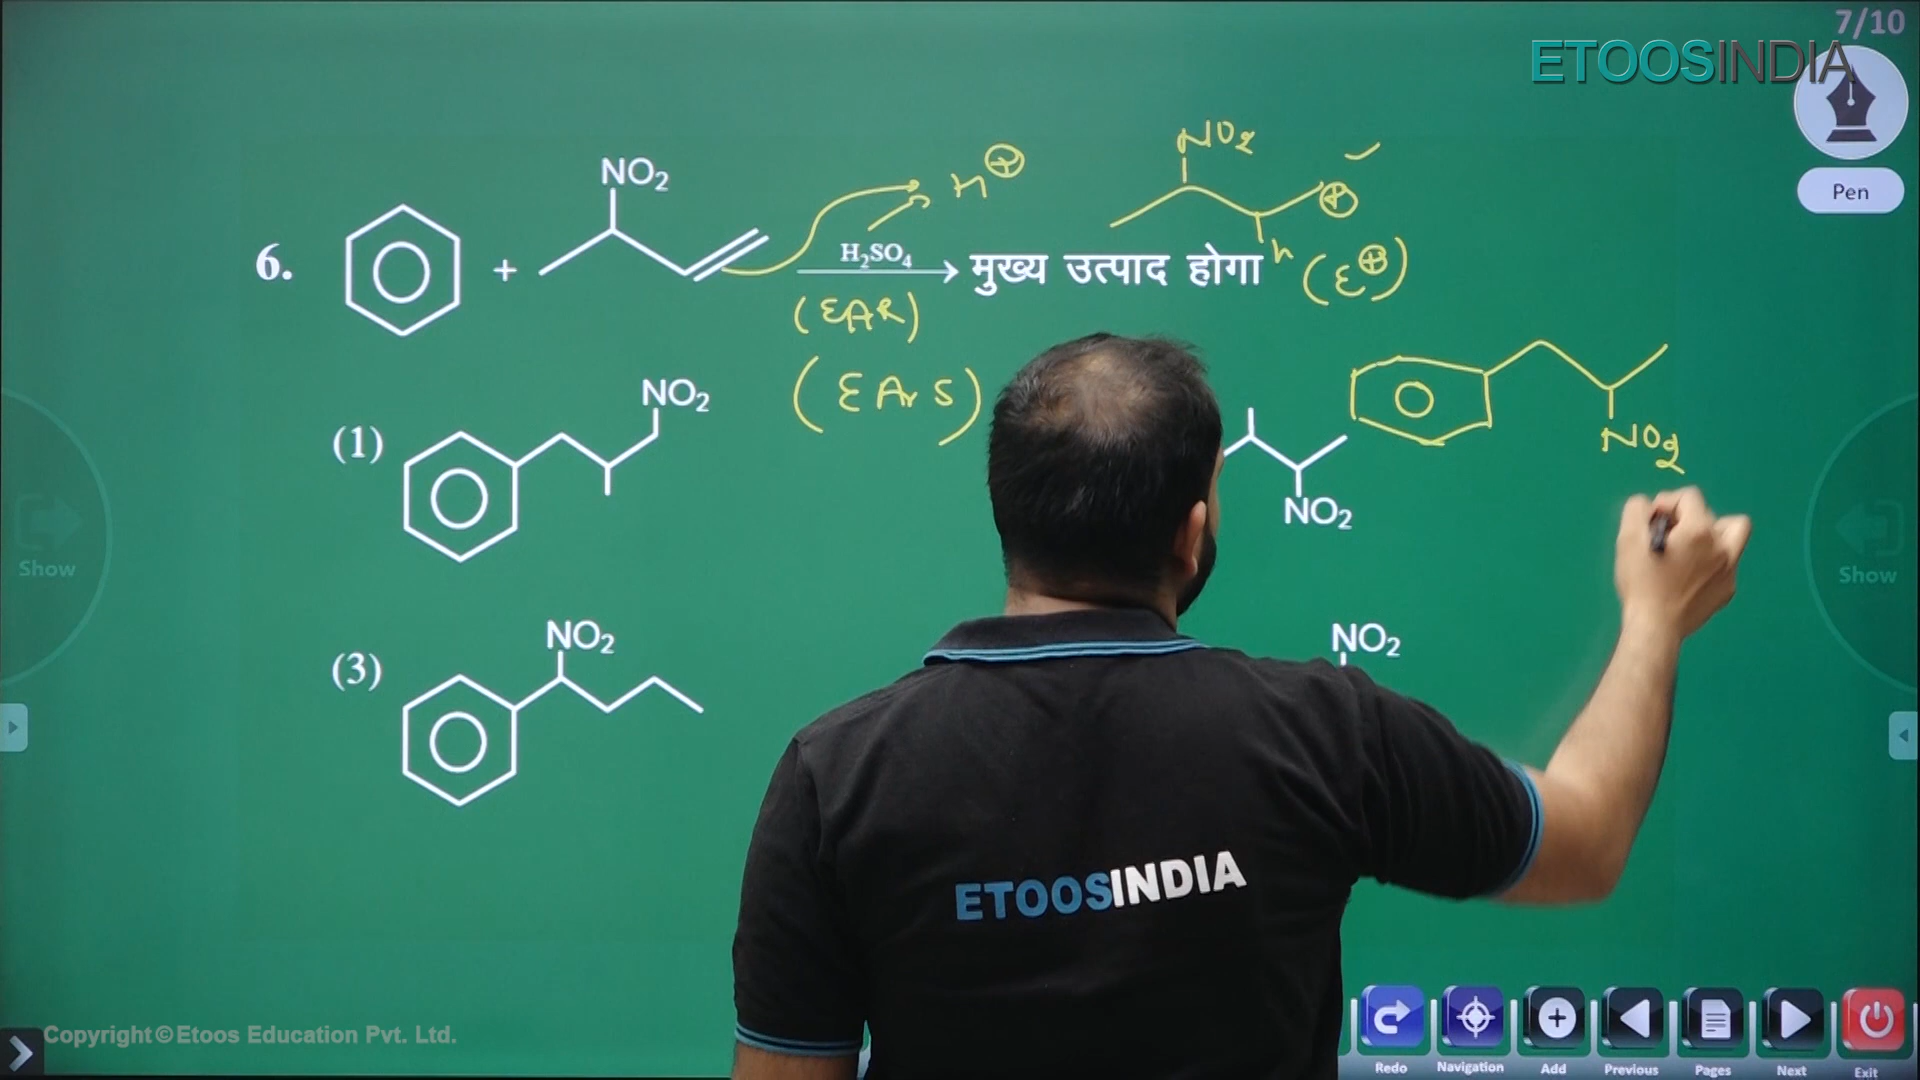 7/10
ETOOSINDIA
Pen
NO2
H⊕
NO2
⊕
6.
+
H2SO4
मुख्य उत्पाद होगा
H
(E⊕)
(EAR)
(EArS)
(1)
NO2
NO2
NO2
(3)
NO2
NO2
Show
Show
ETOOSINDIA
Copyright©Etoos Education Pvt. Ltd.
Redo
Navigation
Add
Previous
Pages
Next
Exit